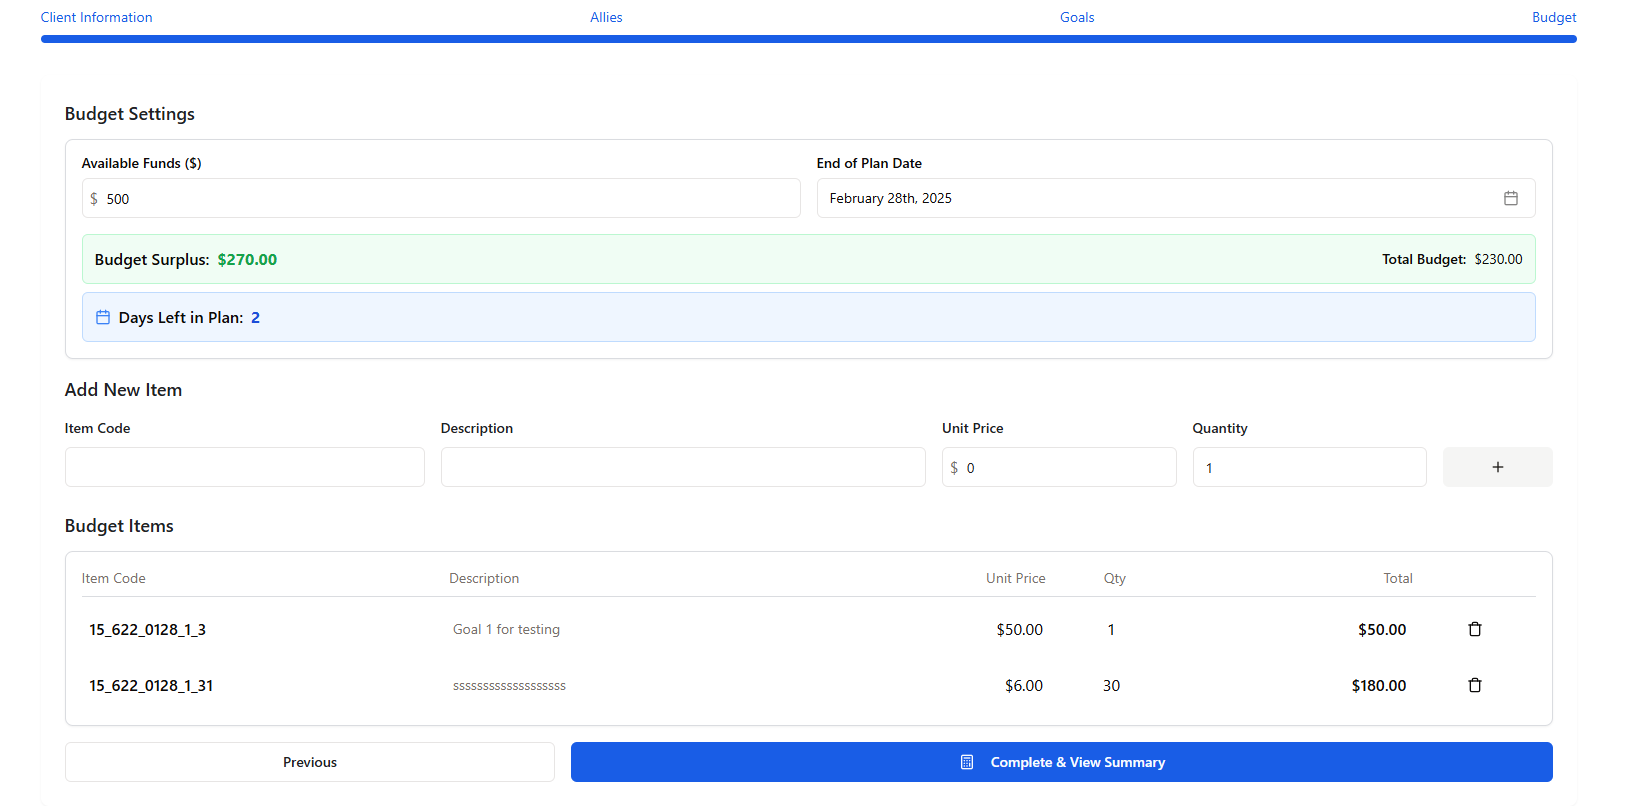 Client Information Allies Goals Budget
Budget Settings
Available Funds ($) End of Plan Date
$ 500 February 28th, 2025
Budget Surplus: $270.00 Total Budget: $230.00
Days Left in Plan: 2
Add New Item
Item Code Description Unit Price Quantity
$ 0 1 +
Budget Items
Item Code Description Unit Price Qty Total
15_622_0128_1_3 Goal 1 for testing $50.00 1 $50.00
15_622_0128_1_31 sssssssssssssssssss $6.00 30 $180.00
Previous Complete & View Summary